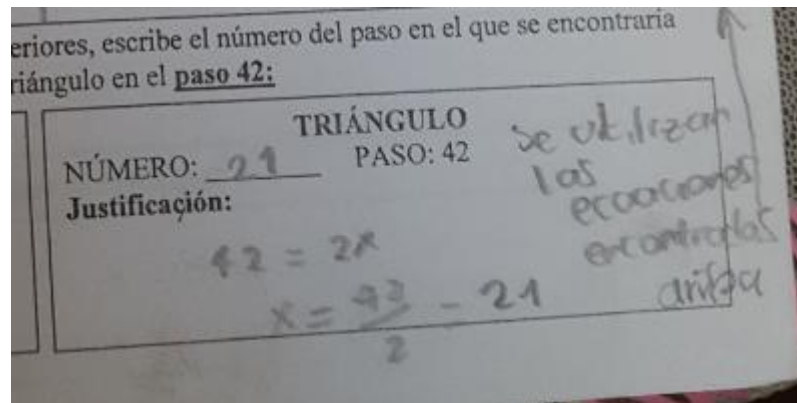 eriores, escribe el número del paso en el que se encontraría
riángulo en el paso 42:
TRIÁNGULO
NÚMERO: 21 PASO: 42
Justificación:
42 = 2x
x = 42/2 - 21
se utilizan
las
ecuaciones
encontradas
arriba